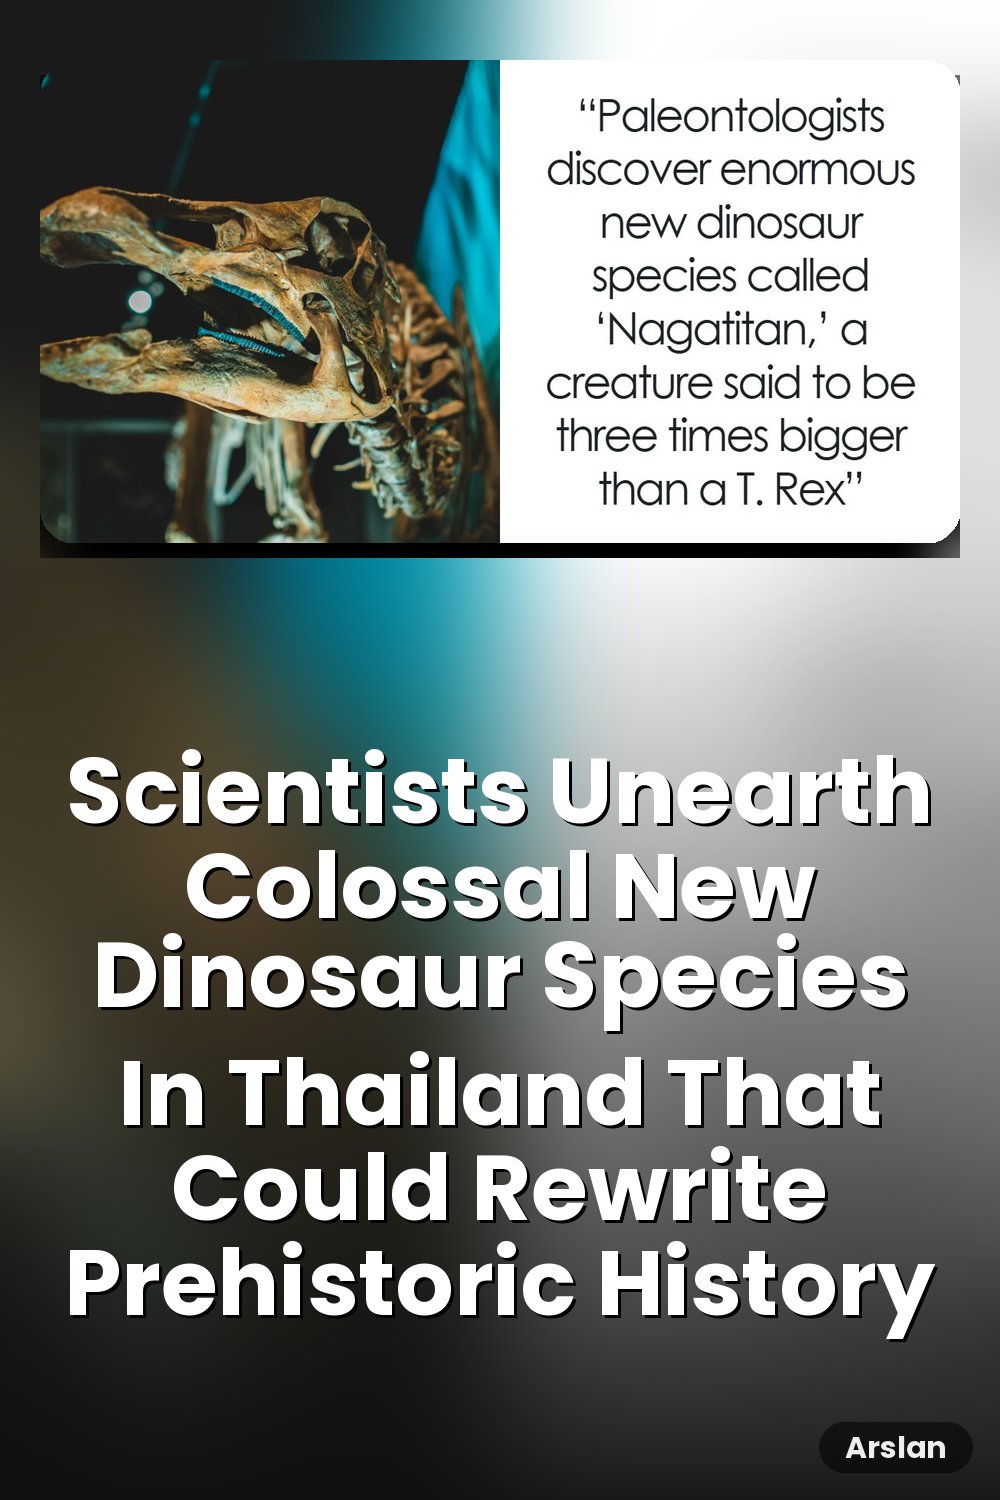 “Paleontologists
discover enormous
new dinosaur
species called
‘Nagatitan,’ a
creature said to be
three times bigger
than a T. Rex”
Scientists Unearth
Colossal New
Dinosaur Species
In Thailand That
Could Rewrite
Prehistoric History
Arslan